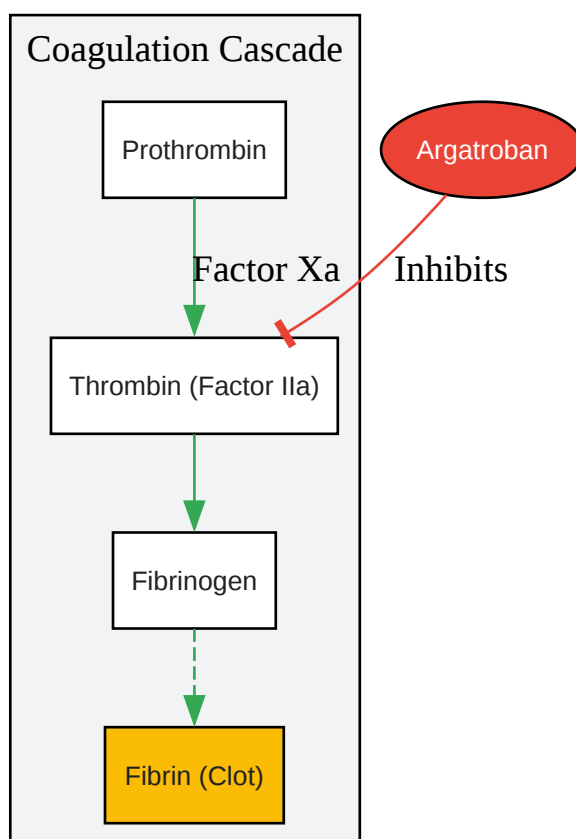 Coagulation Cascade
Prothrombin
Argatroban
Factor Xa
Inhibits
Thrombin (Factor IIa)
Fibrinogen
Fibrin (Clot)